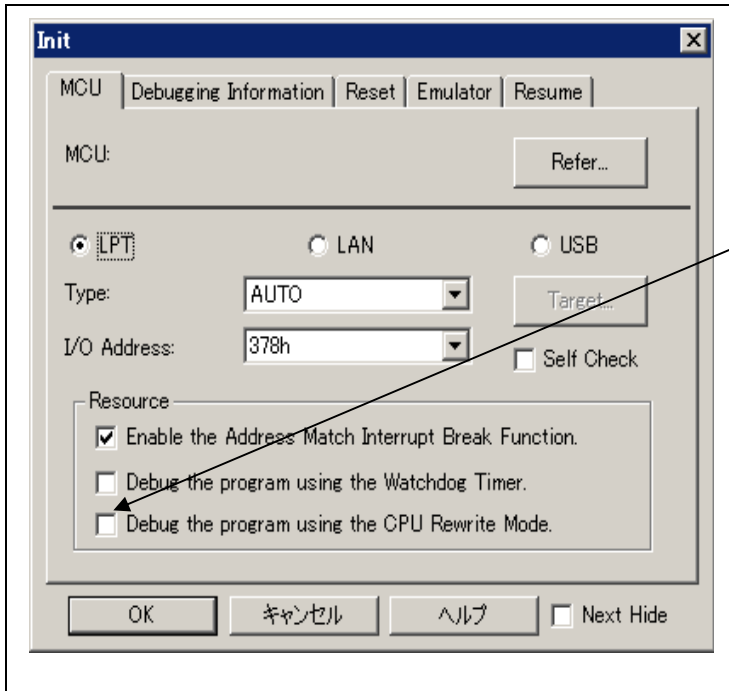 Init
MCU Debugging Information Reset Emulator Resume
MCU: Refer...
LPT LAN USB
Type: AUTO Target...
I/O Address: 378h
Self Check
Resource
Enable the Address Match Interrupt Break Function.
Debug the program using the Watchdog Timer.
Debug the program using the CPU Rewrite Mode.
OK キャンセル ヘルプ Next Hide